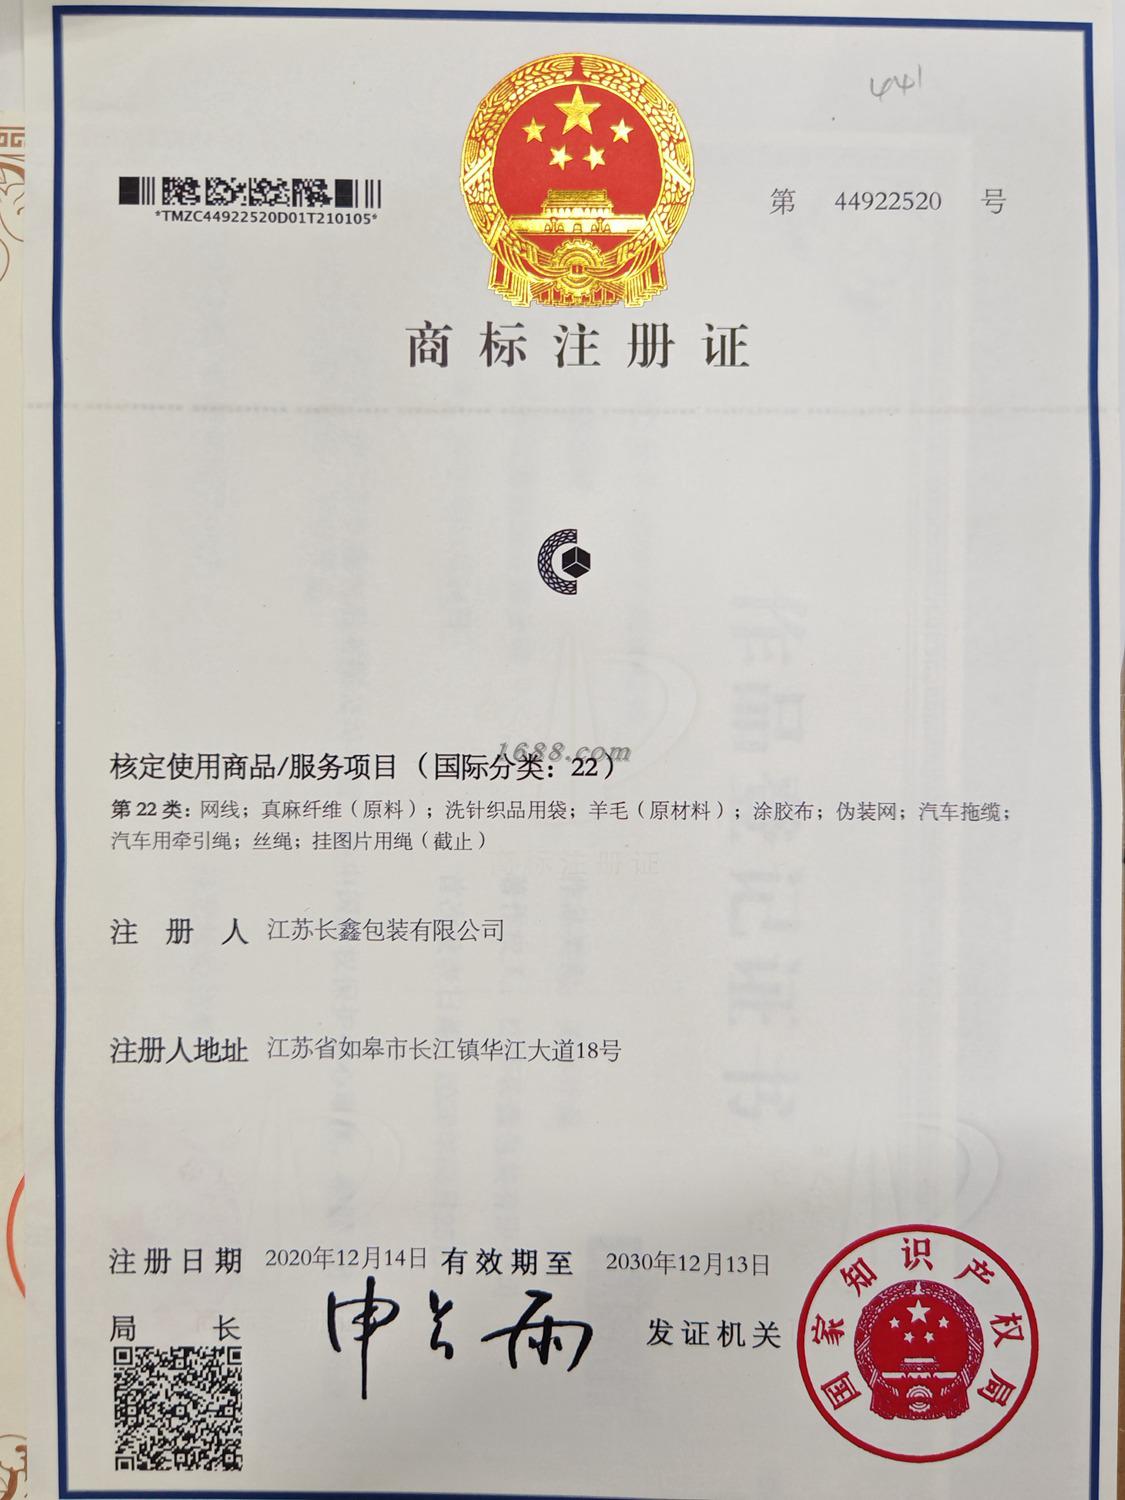 441
*TMZC44922520D01T210105*
第 44922520 号
商标注册证
1688.com
核定使用商品/服务项目（国际分类：22）
第22类：网线；真麻纤维（原料）；洗针织品用袋；羊毛（原材料）；涂胶布；伪装网；汽车拖缆；
汽车用牵引绳；丝绳；挂图片用绳（截止）
商标注册证
注册人 江苏长鑫包装有限公司
注册人地址 江苏省如皋市长江镇华江大道18号
注册日期 2020年12月14日 有效期至 2030年12月13日
局长 申长雨 发证机关
国家知识产权局